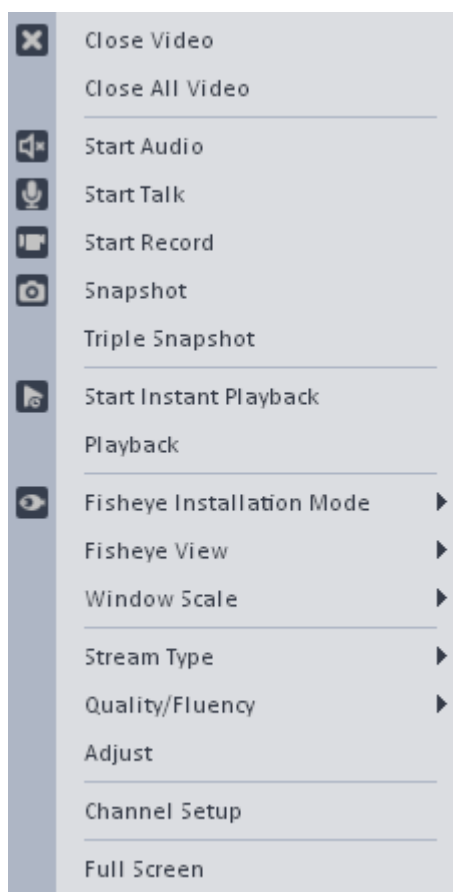 Close Video
Close All Video
Start Audio
Start Talk
Start Record
Snapshot
Triple Snapshot
Start Instant Playback
Playback
Fisheye Installation Mode
Fisheye View
Window Scale
Stream Type
Quality/Fluency
Adjust
Channel Setup
Full Screen